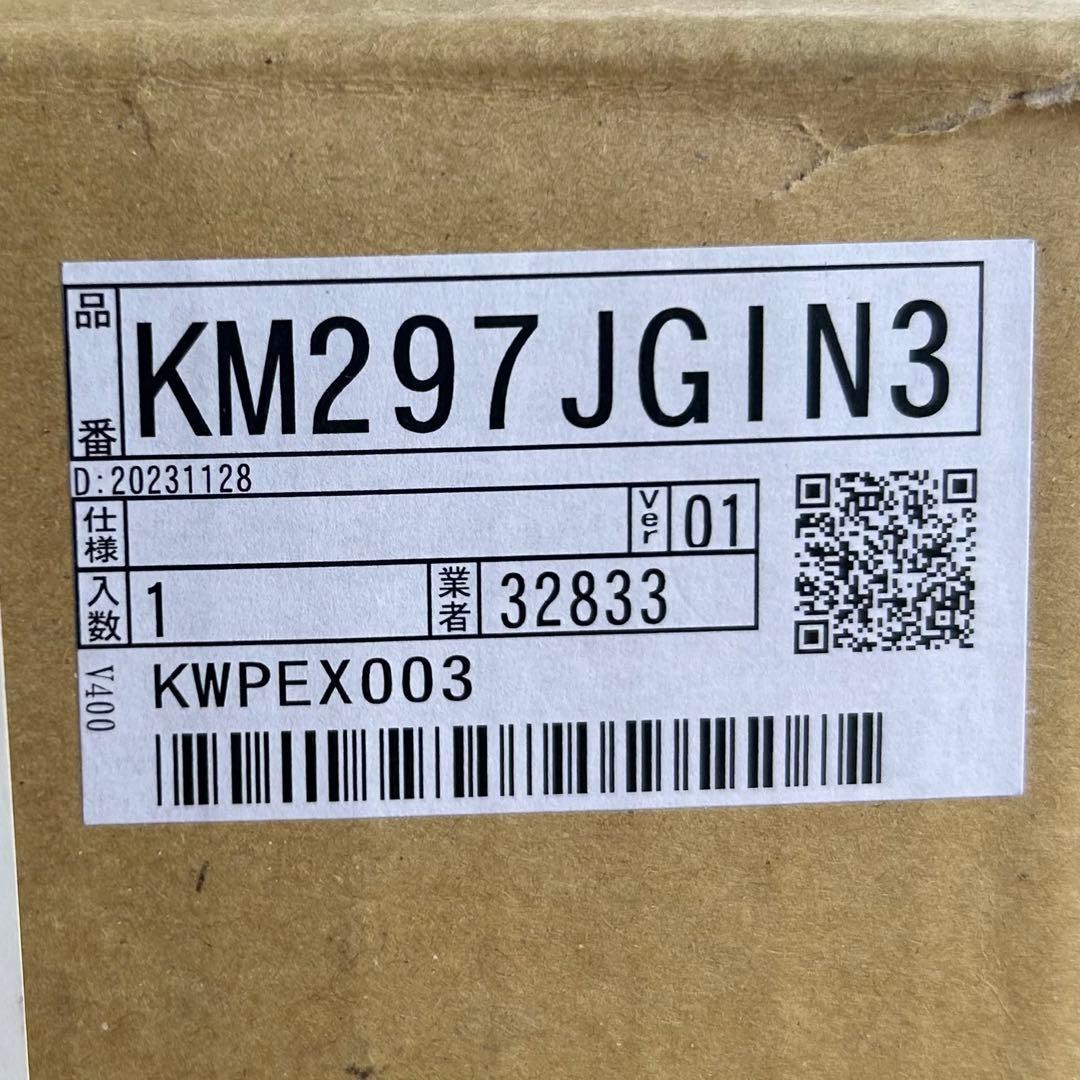 品番 KM297JGIN3
D:20231128
仕様 Ver 01
入数 1 業者 32833
V400
KWPEX003